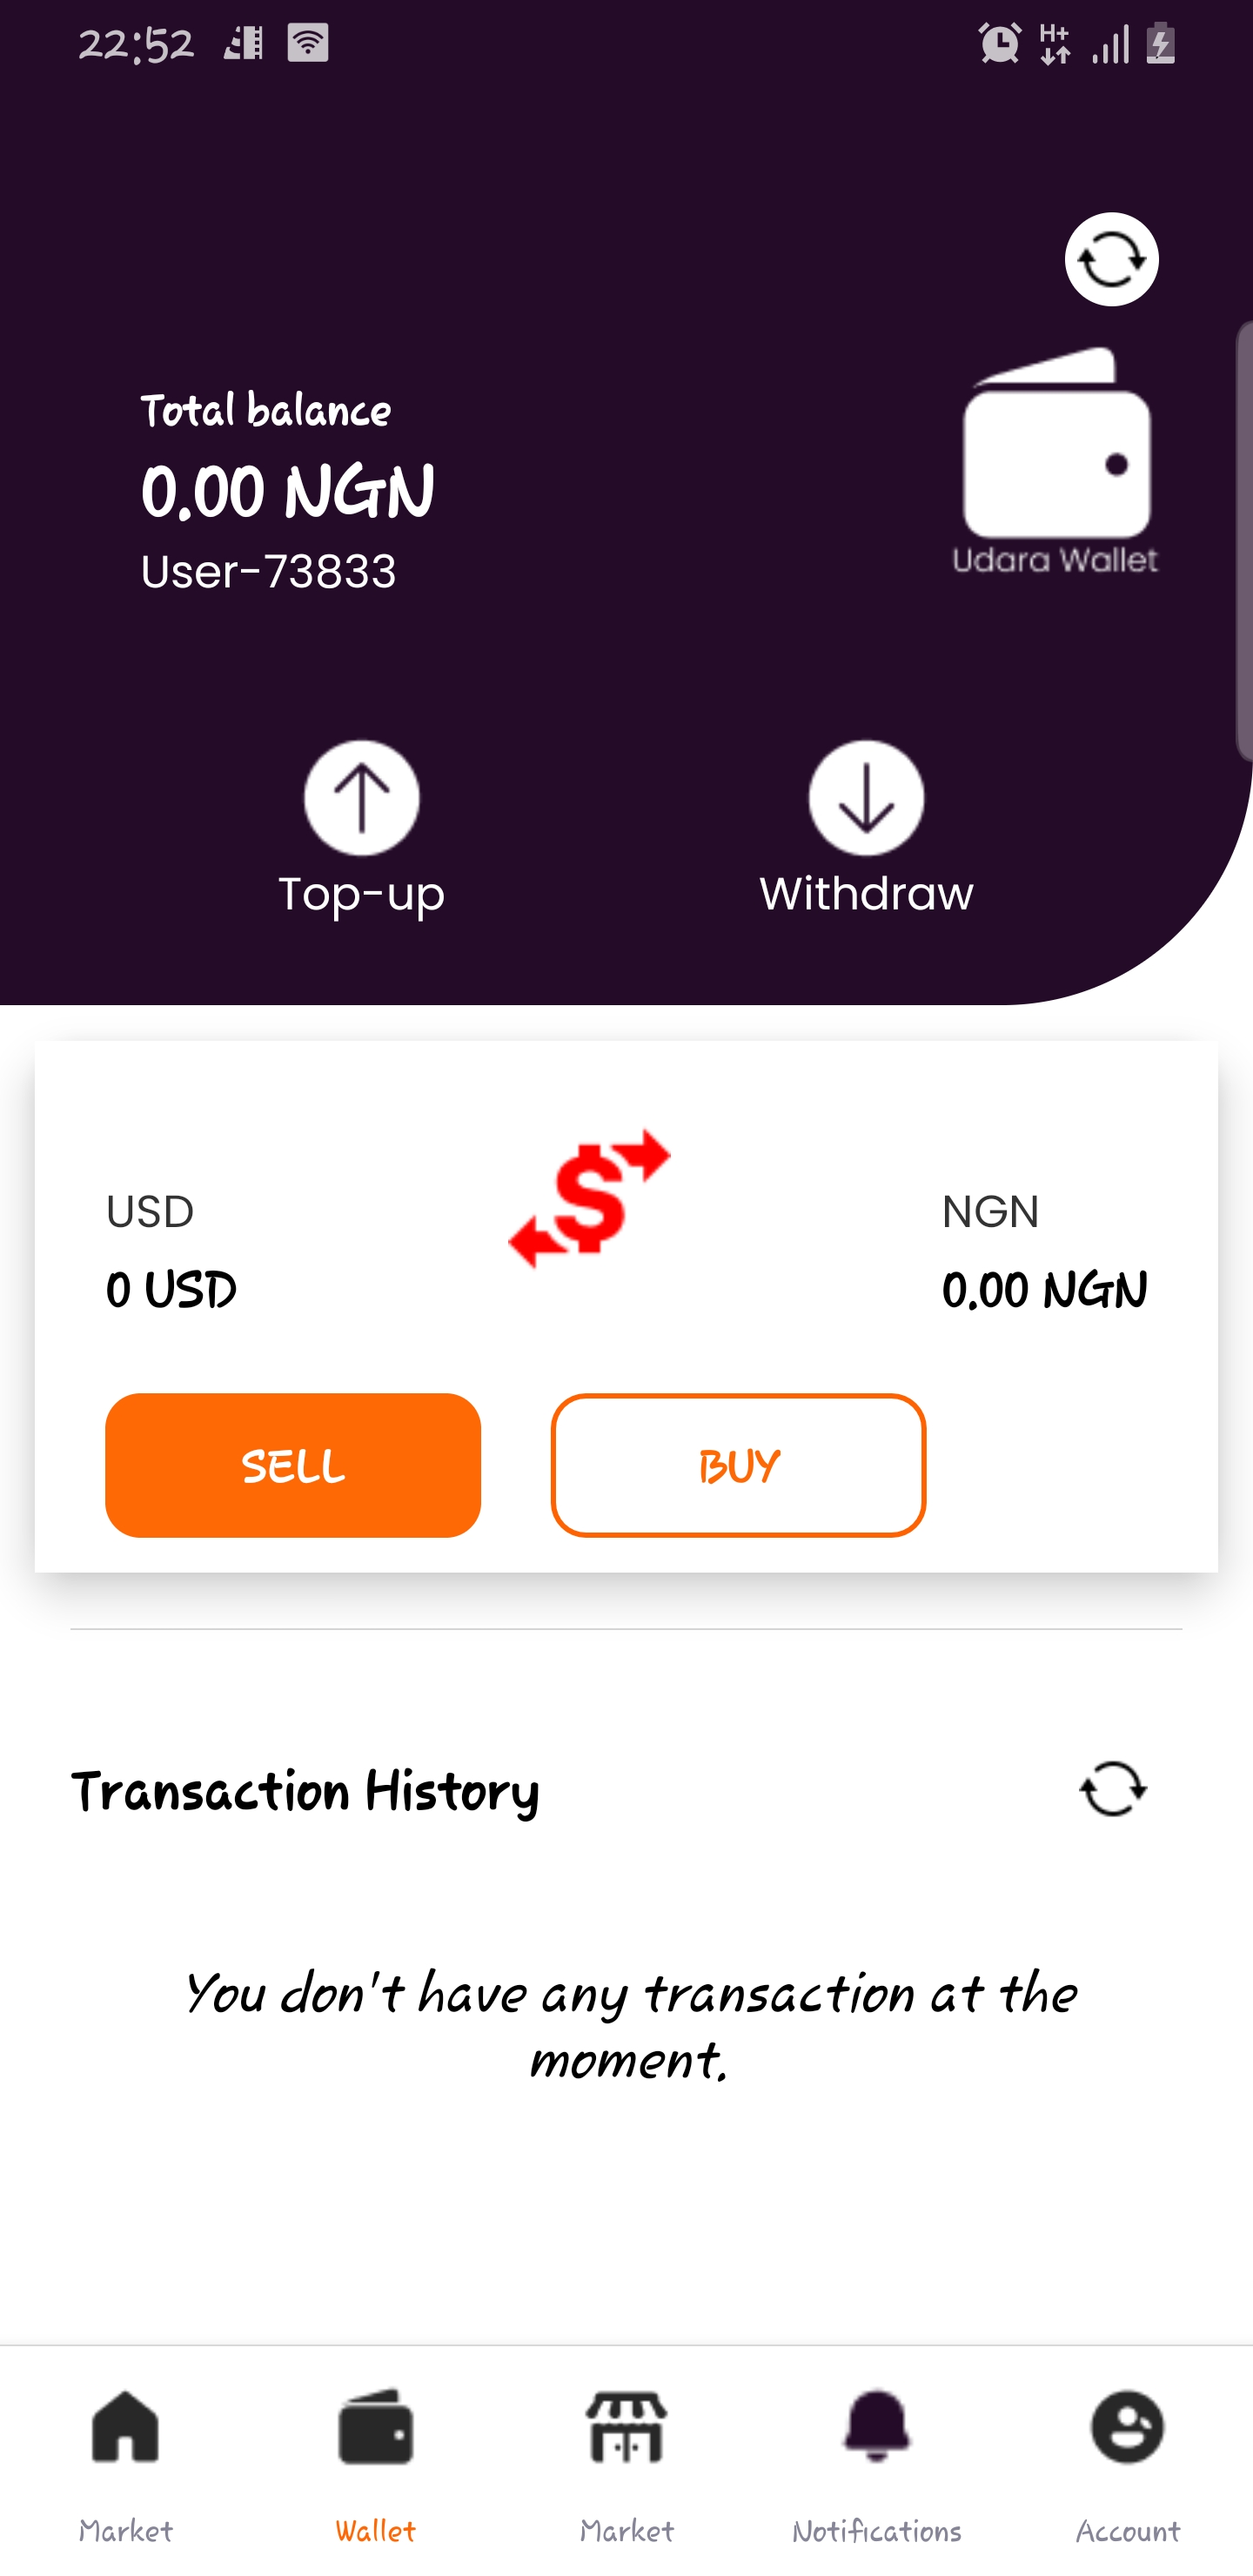 22:52
H+
Total balance
0.00 NGN
User-73833
Udara Wallet
Top-up
Withdraw
USD
NGN
0 USD
0.00 NGN
SELL
BUY
Transaction History
You don't have any transaction at the
moment.
Market
Wallet
Market
Notifications
Account